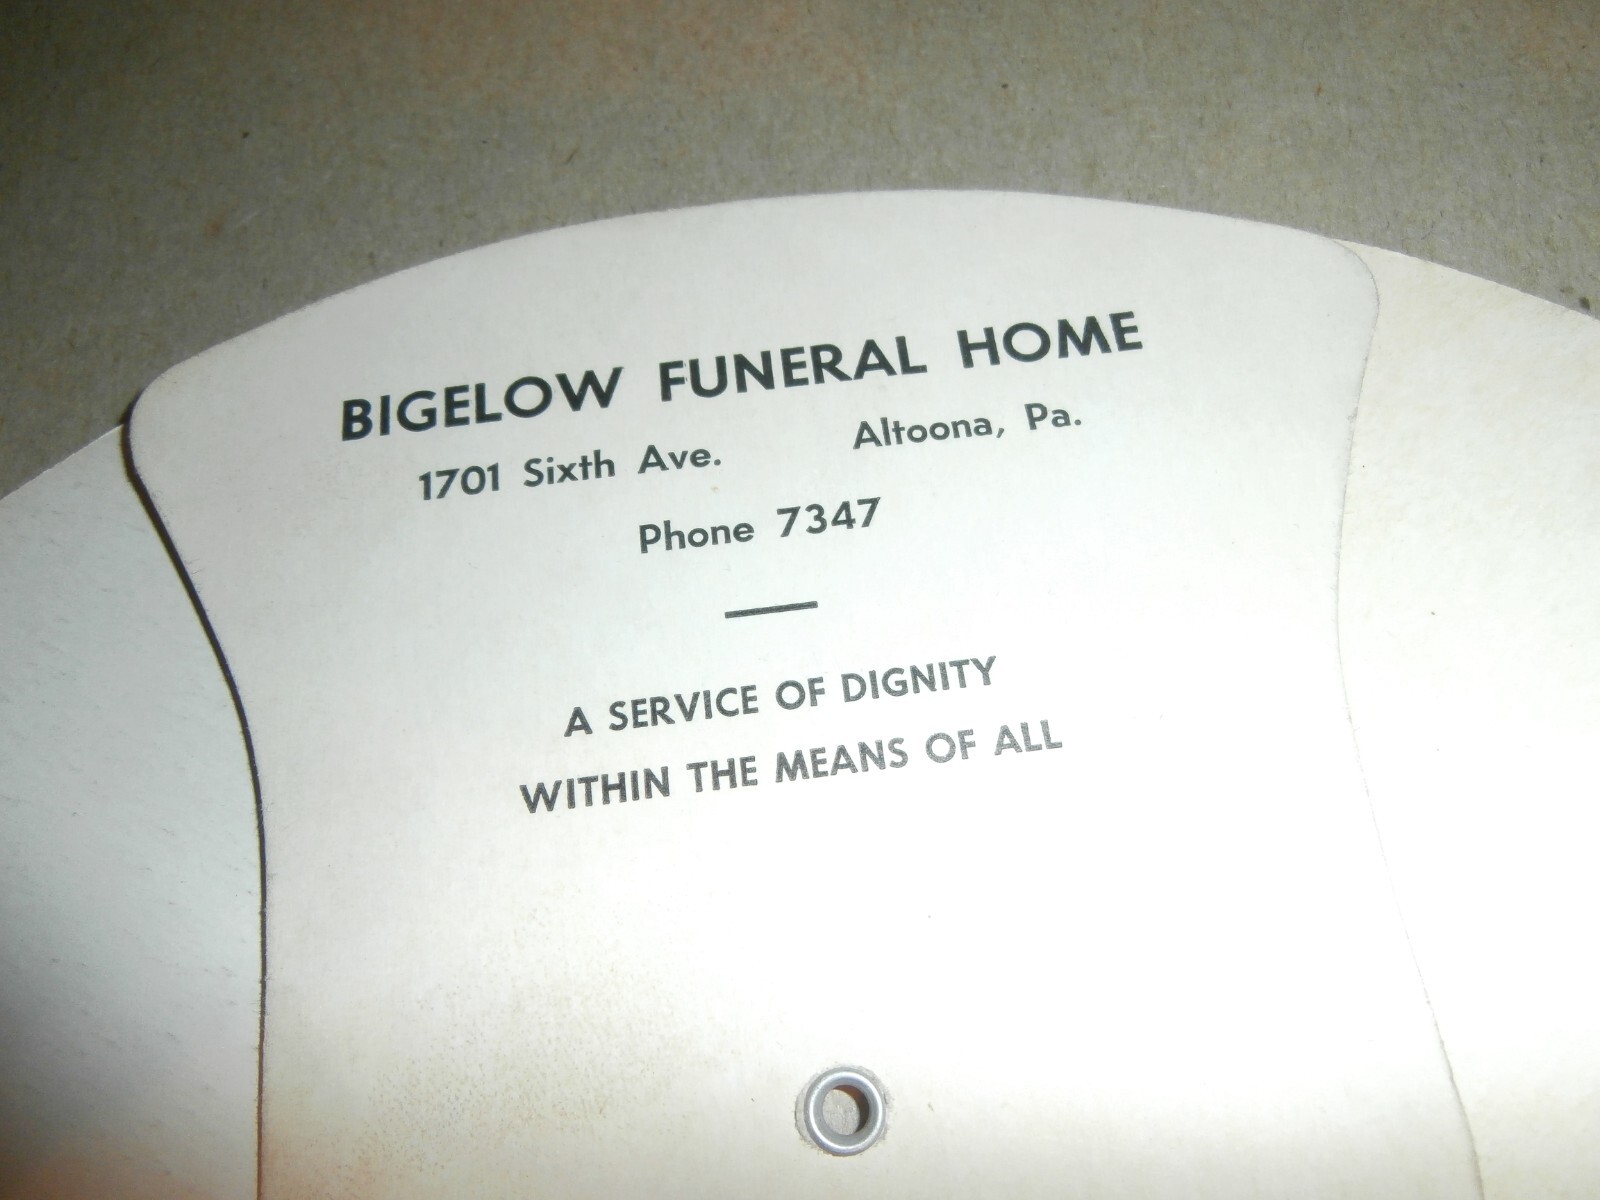 BIGELOW FUNERAL HOME
1701 Sixth Ave. Altoona, Pa.
Phone 7347
A SERVICE OF DIGNITY
WITHIN THE MEANS OF ALL